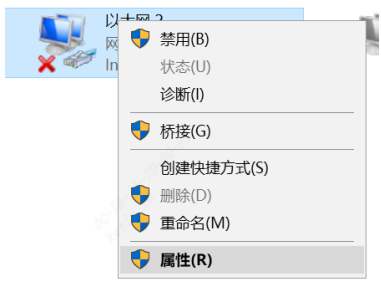 以太网 2
网
In
禁用(B)
状态(U)
诊断(I)
桥接(G)
创建快捷方式(S)
删除(D)
重命名(M)
属性(R)